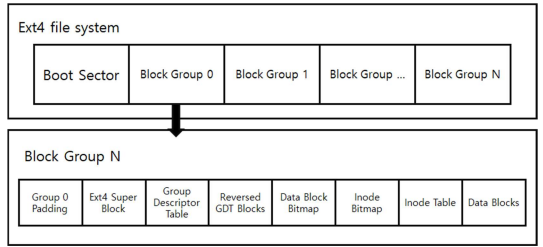 Ext4 file system
Boot Sector
Block Group 0
Block Group 1
Block Group ...
Block Group N
Block Group N
Group 0
Padding
Ext4 Super
Block
Group
Descriptor
Table
Reversed
GDT Blocks
Data Block
Bitmap
Inode
Bitmap
Inode Table
Data Blocks